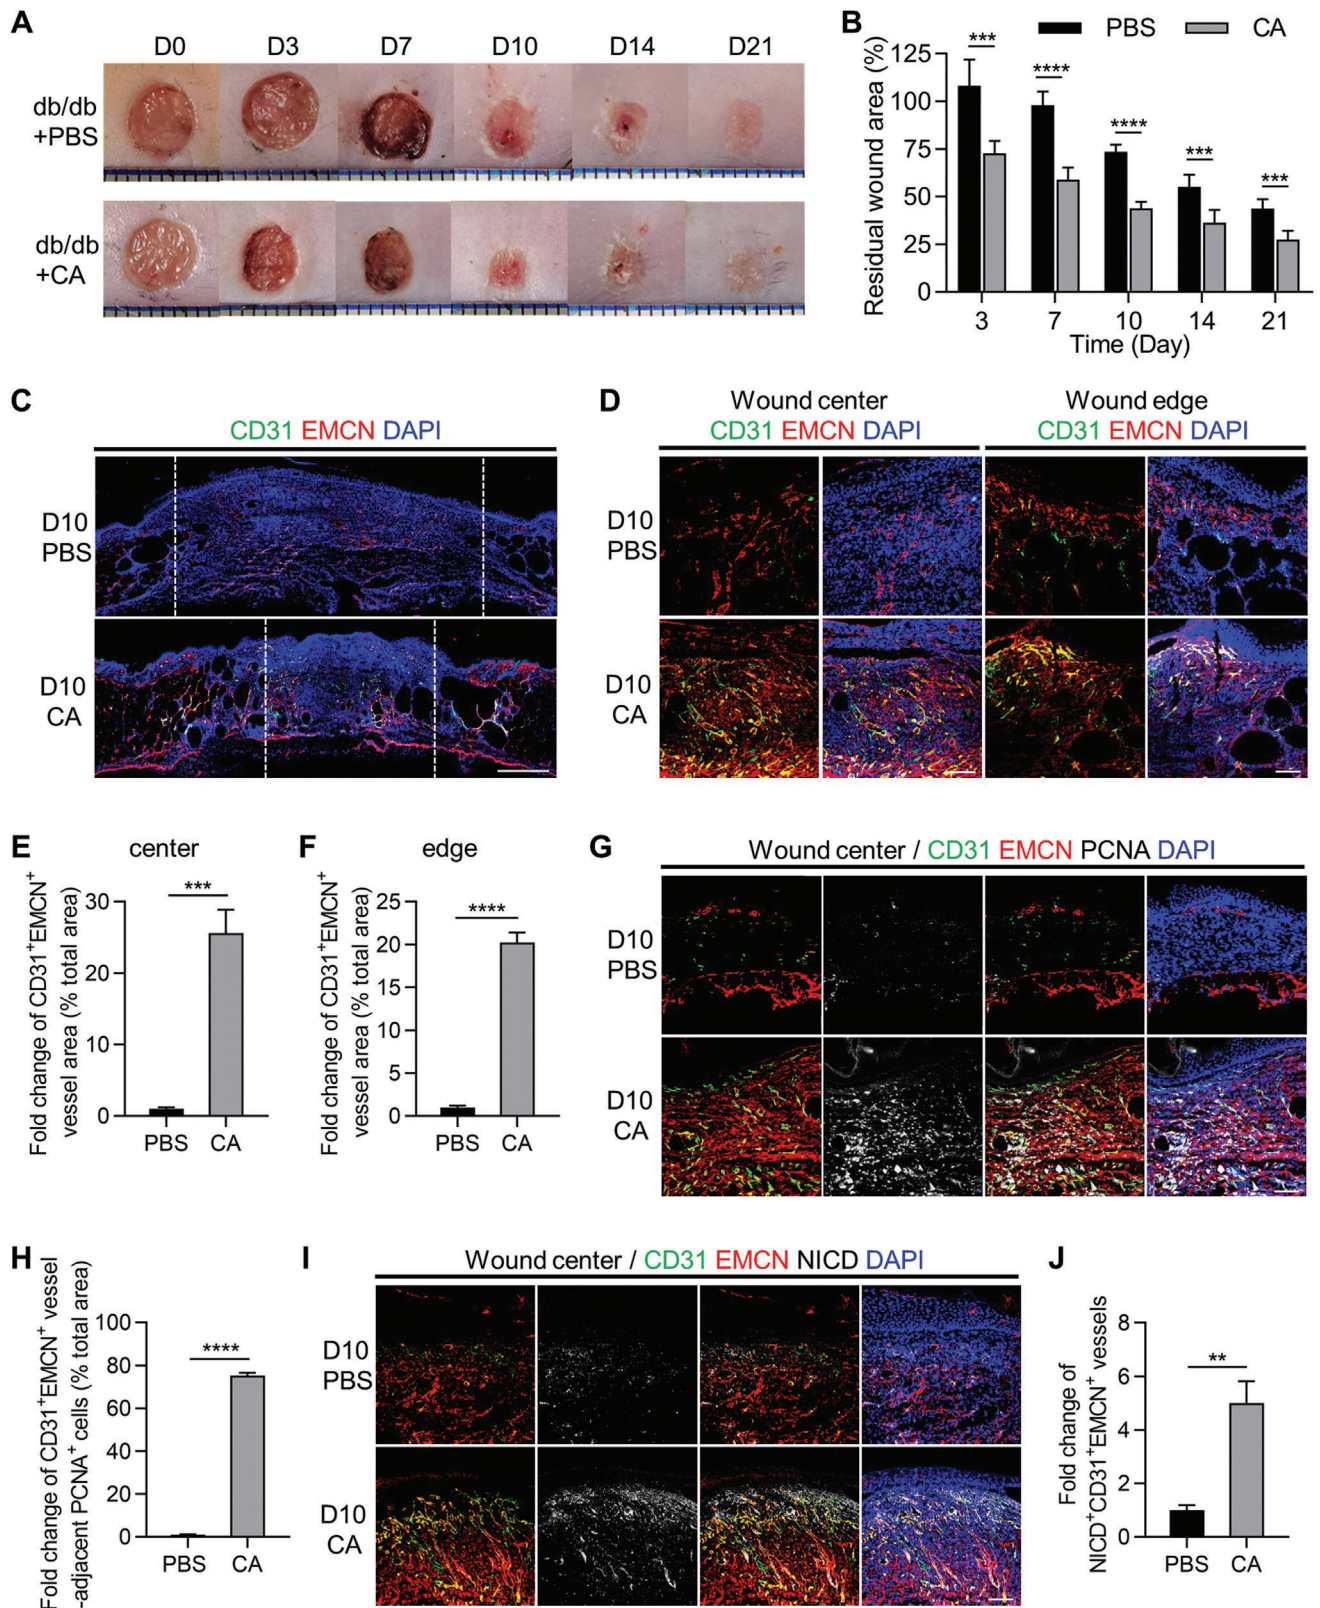 A
D0 D3 D7 D10 D14 D21
db/db
+PBS
db/db
+CA
B
PBS CA
Residual wound area (%)
125
100
75
50
25
0
***
****
****
***
***
3 7 10 14 21
Time (Day)
C
CD31 EMCN DAPI
D10
PBS
D10
CA
D
Wound center Wound edge
CD31 EMCN DAPI CD31 EMCN DAPI
D10
PBS
D10
CA
E
center
Fold change of CD31+EMCN+
vessel area (% total area)
30
20
10
0
***
PBS CA
F
edge
Fold change of CD31+EMCN+
vessel area (% total area)
25
20
15
10
5
0
****
PBS CA
G
Wound center / CD31 EMCN PCNA DAPI
D10
PBS
D10
CA
H
Fold change of CD31+EMCN+ vessel
-adjacent PCNA+ cells (% total area)
100
80
60
40
20
0
****
PBS CA
I
Wound center / CD31 EMCN NICD DAPI
D10
PBS
D10
CA
J
Fold change of
NICD+CD31+EMCN+ vessels
8
6
4
2
0
**
PBS CA